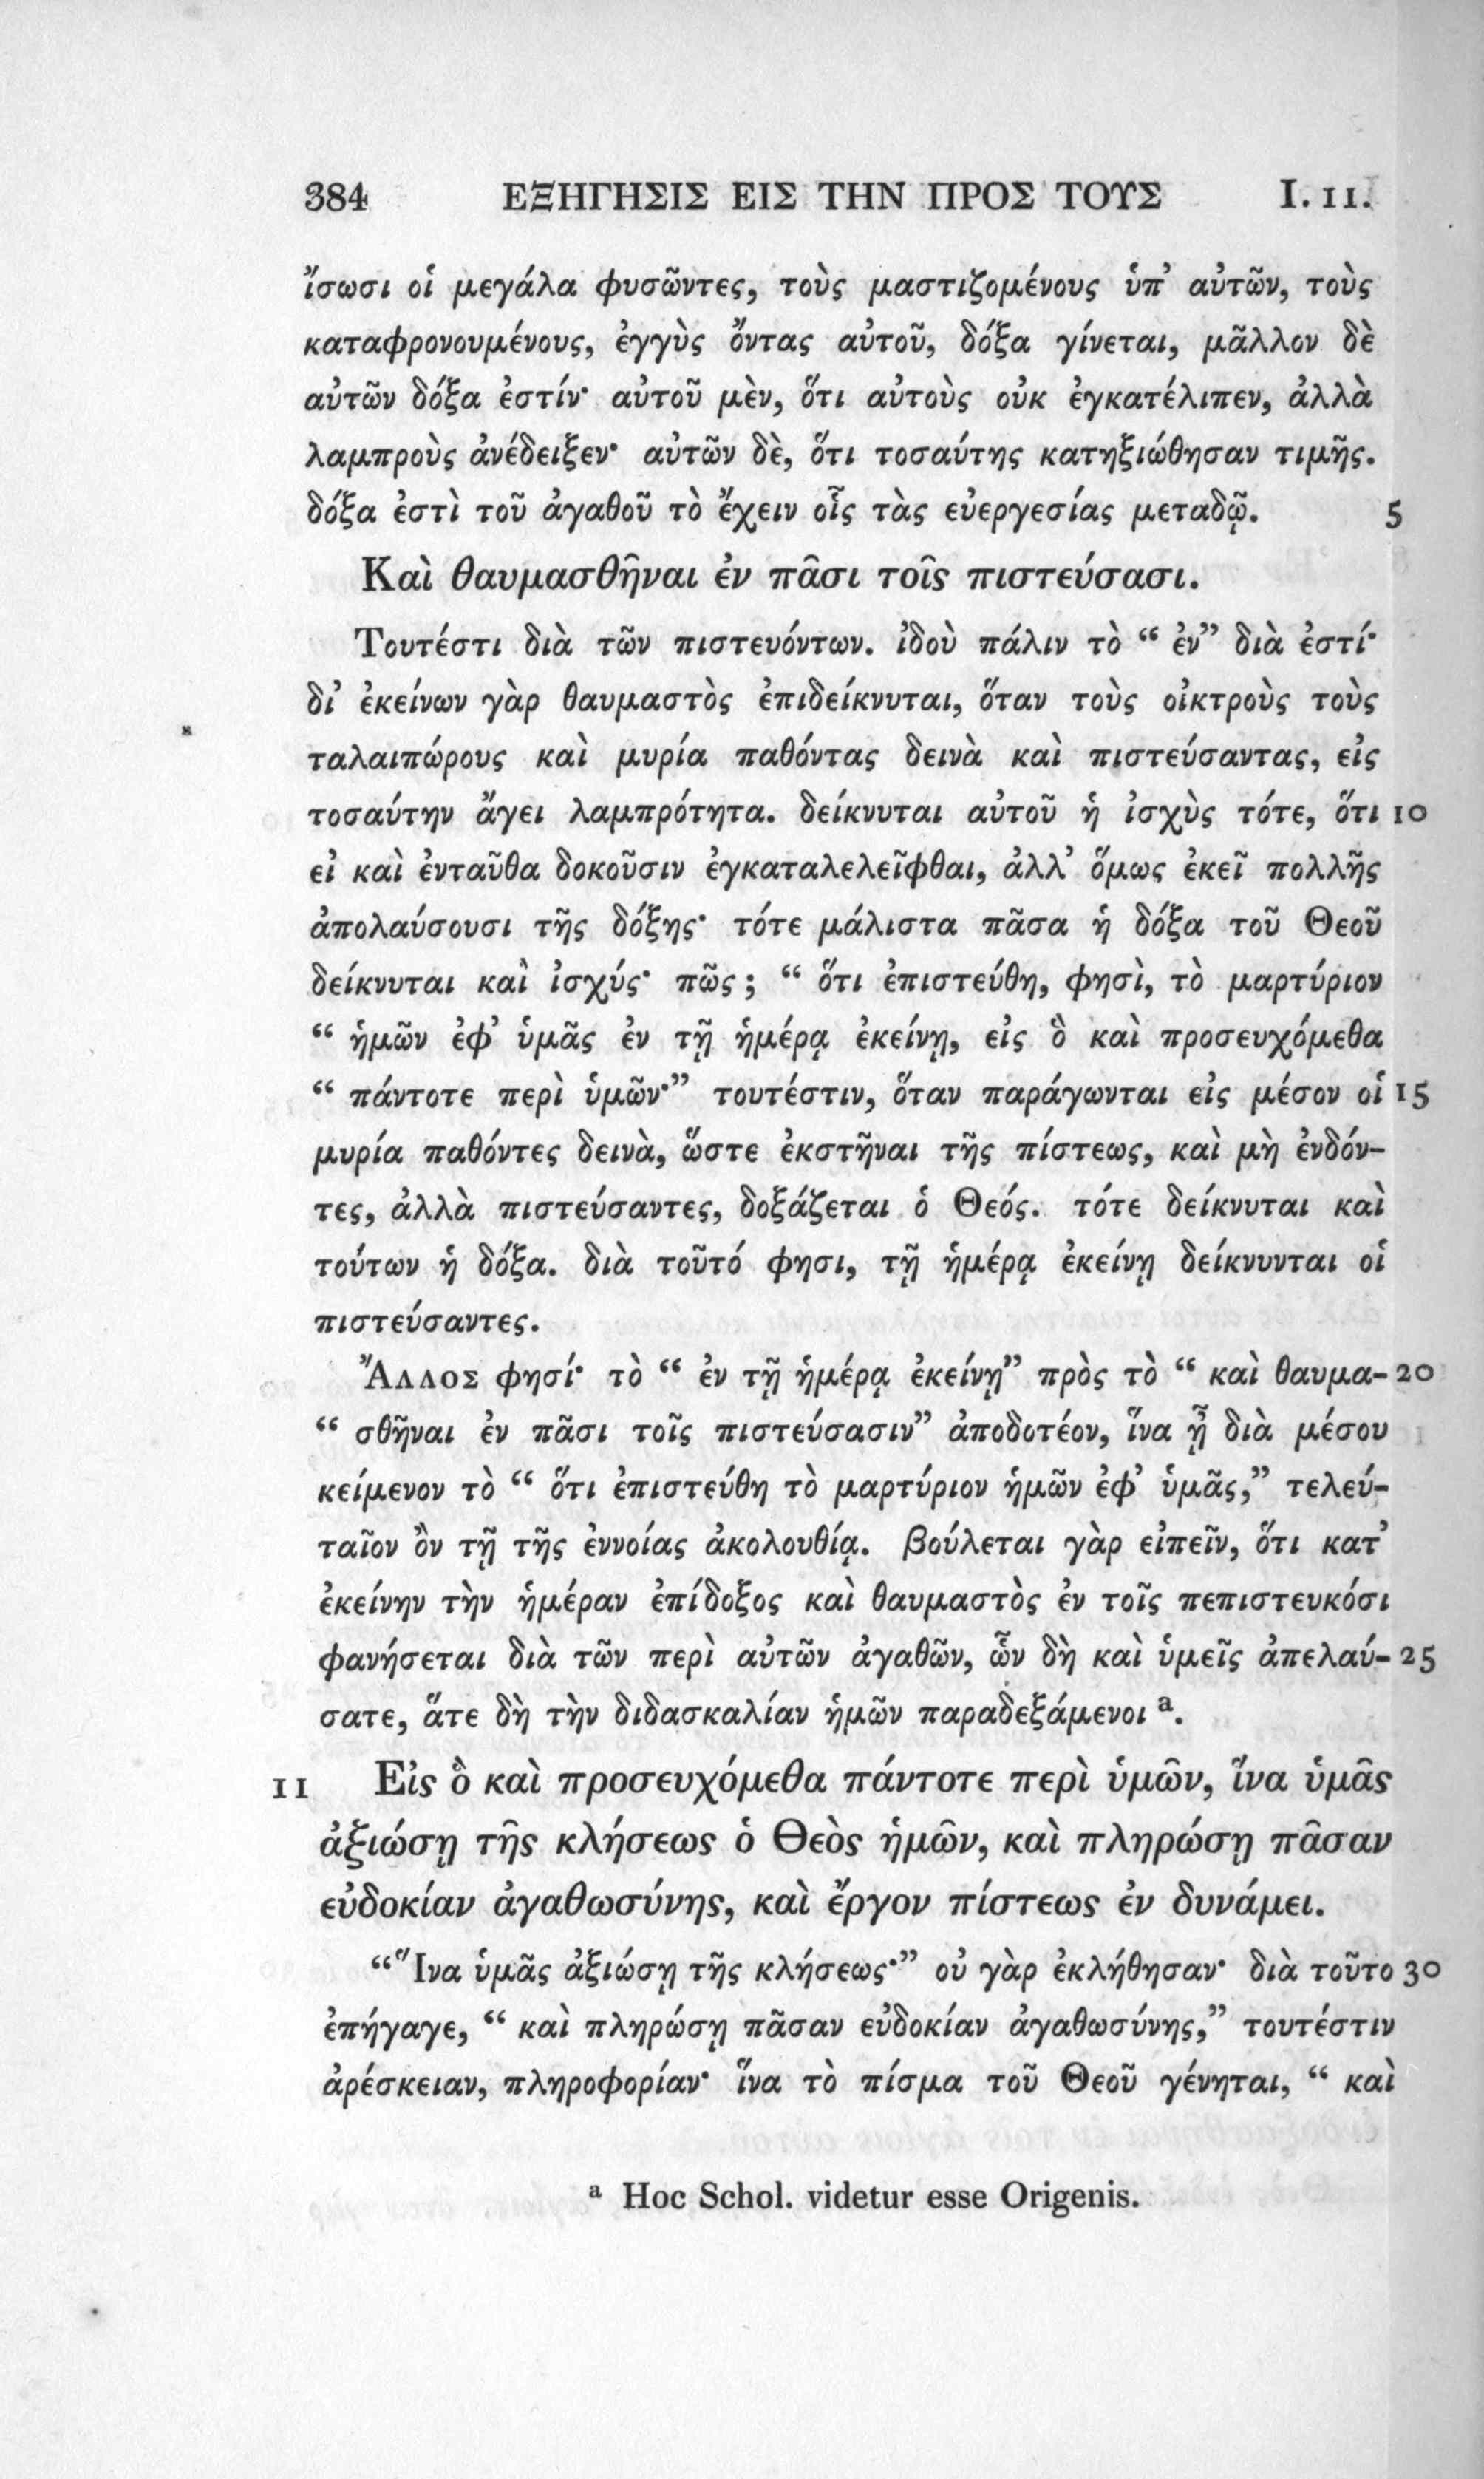 384 ΕΞΗΓΗΣΙΣ ΕΙΣ ΤΗΝ ΠΡΟΣ ΤΟΥΣ I. 11.
ἴσωσι οἱ μεγάλα φυσῶντες, τοὺς μαστιζομένους ὑπ' αὐτῶν, τοὺς
καταφρονουμένους, ἐγγὺς ὄντας αὐτοῦ, δόξα γίνεται, μᾶλλον δὲ
αὐτῶν δόξα ἐστίν· αὐτοῦ μὲν, ὅτι αὐτοὺς οὐκ ἐγκατέλιπεν, ἀλλὰ
λαμπροὺς ἀνέδειξεν· αὐτῶν δὲ, ὅτι τοσαύτης κατηξιώθησαν τιμῆς.
δόξα ἐστὶ τοῦ ἀγαθοῦ τὸ ἔχειν οἷς τὰς εὐεργεσίας μεταδῷ. 5
Καὶ θαυμασθῆναι ἐν πᾶσι τοῖς πιστεύσασι.
Τουτέστι διὰ τῶν πιστευόντων. ἰδοὺ πάλιν τὸ “ ἐν” διὰ ἐστί·
δι' ἐκείνων γὰρ θαυμαστὸς ἐπιδείκνυται, ὅταν τοὺς οἰκτροὺς τοὺς
ταλαιπώρους καὶ μυρία παθόντας δεινὰ καὶ πιστεύσαντας, εἰς
τοσαύτην ἄγει λαμπρότητα. δείκνυται αὐτοῦ ἡ ἰσχὺς τότε, ὅτι 10
εἰ καὶ ἐνταῦθα δοκοῦσιν ἐγκαταλελεῖφθαι, ἀλλ' ὅμως ἐκεῖ πολλῆς
ἀπολαύσουσι τῆς δόξης· τότε μάλιστα πᾶσα ἡ δόξα τοῦ Θεοῦ
δείκνυται καὶ ἰσχύς· πῶς ; “ ὅτι ἐπιστεύθη, φησὶ, τὸ μαρτύριον
“ ἡμῶν ἐφ' ὑμᾶς ἐν τῇ ἡμέρᾳ ἐκείνῃ, εἰς ὃ καὶ προσευχόμεθα
“ πάντοτε περὶ ὑμῶν·” τουτέστιν, ὅταν παράγωνται εἰς μέσον οἱ 15
μυρία παθόντες δεινὰ, ὥστε ἐκστῆναι τῆς πίστεως, καὶ μὴ ἐνδόν-
τες, ἀλλὰ πιστεύσαντες, δοξάζεται ὁ Θεός. τότε δείκνυται καὶ
τούτων ἡ δόξα. διὰ τοῦτό φησι, τῇ ἡμέρᾳ ἐκείνῃ δείκνυνται οἱ
πιστεύσαντες.
Ἄλλος φησί· τὸ “ ἐν τῇ ἡμέρᾳ ἐκείνῃ” πρὸς τὸ “ καὶ θαυμα- 20
“ σθῆναι ἐν πᾶσι τοῖς πιστεύσασιν” ἀποδοτέον, ἵνα ᾖ διὰ μέσου
κείμενον τὸ “ ὅτι ἐπιστεύθη τὸ μαρτύριον ἡμῶν ἐφ' ὑμᾶς,” τελευ-
ταῖον ὂν τῇ τῆς ἐννοίας ἀκολουθίᾳ. βούλεται γὰρ εἰπεῖν, ὅτι κατ'
ἐκείνην τὴν ἡμέραν ἐπίδοξος καὶ θαυμαστὸς ἐν τοῖς πεπιστευκόσι
φανήσεται διὰ τῶν περὶ αὐτῶν ἀγαθῶν, ὧν δὴ καὶ ὑμεῖς ἀπελαύ- 25
σατε, ἅτε δὴ τὴν διδασκαλίαν ἡμῶν παραδεξάμενοι a.
11 Εἰς ὃ καὶ προσευχόμεθα πάντοτε περὶ ὑμῶν, ἵνα ὑμᾶς
ἀξιώσῃ τῆς κλήσεως ὁ Θεὸς ἡμῶν, καὶ πληρώσῃ πᾶσαν
εὐδοκίαν ἀγαθωσύνης, καὶ ἔργον πίστεως ἐν δυνάμει.
“Ἵνα ὑμᾶς ἀξιώσῃ τῆς κλήσεως·” οὐ γὰρ ἐκλήθησαν· διὰ τοῦτο 30
ἐπήγαγε, “ καὶ πληρώσῃ πᾶσαν εὐδοκίαν ἀγαθωσύνης,” τουτέστιν
ἀρέσκειαν, πληροφορίαν· ἵνα τὸ πίσμα τοῦ Θεοῦ γένηται, “ καὶ
a Hoc Schol. videtur esse Origenis.